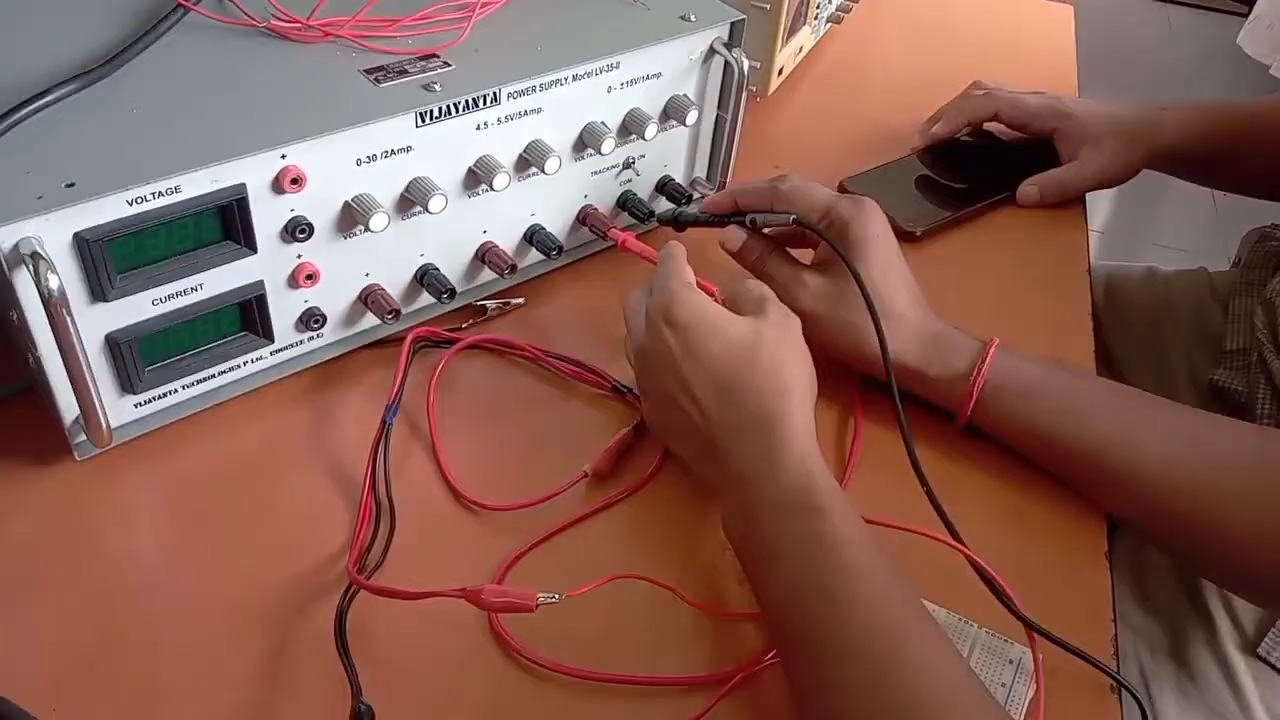 VIJAYANTA POWER SUPPLY, Model LV-35-II
0-30 /2Amp.
4.5 - 5.5V/5Amp.
0 - ±15V/1Amp.
VOLTAGE
CURRENT
TRACKING
ON
COM
+
-
VIJAYANTA TECHNOLOGIES P Ltd.,